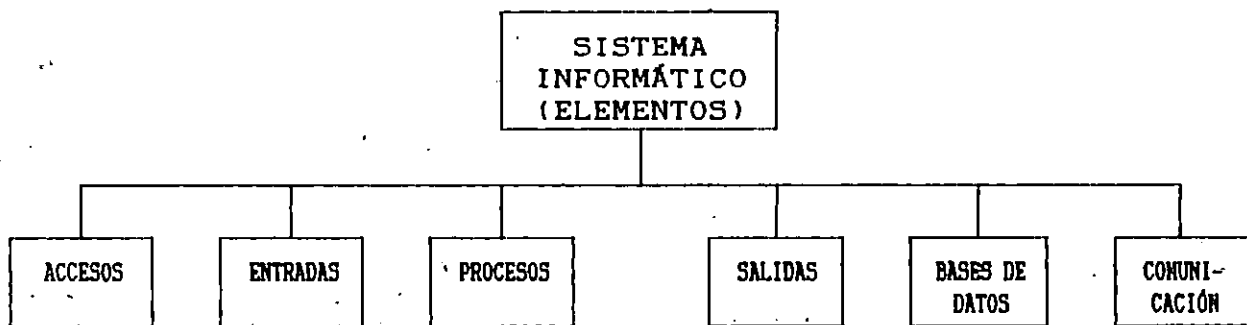 SISTEMA
INFORMÁTICO
(ELEMENTOS)
ACCESOS
ENTRADAS
PROCESOS
SALIDAS
BASES DE
DATOS
COMUNI-
CACIÓN